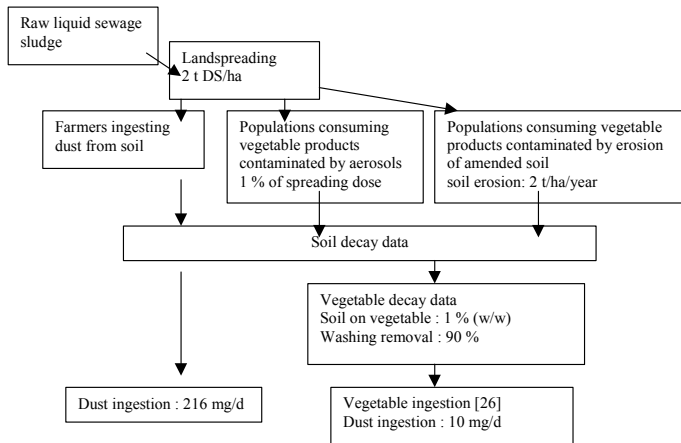 Raw liquid sewage
sludge
Landspreading
2 t DS/ha
Farmers ingesting
dust from soil
Populations consuming
vegetable products
contaminated by aerosols
1 % of spreading dose
Populations consuming vegetable
products contaminated by erosion
of amended soil
soil erosion: 2 t/ha/year
Soil decay data
Vegetable decay data
Soil on vegetable : 1 % (w/w)
Washing removal : 90 %
Dust ingestion : 216 mg/d
Vegetable ingestion [26]
Dust ingestion : 10 mg/d